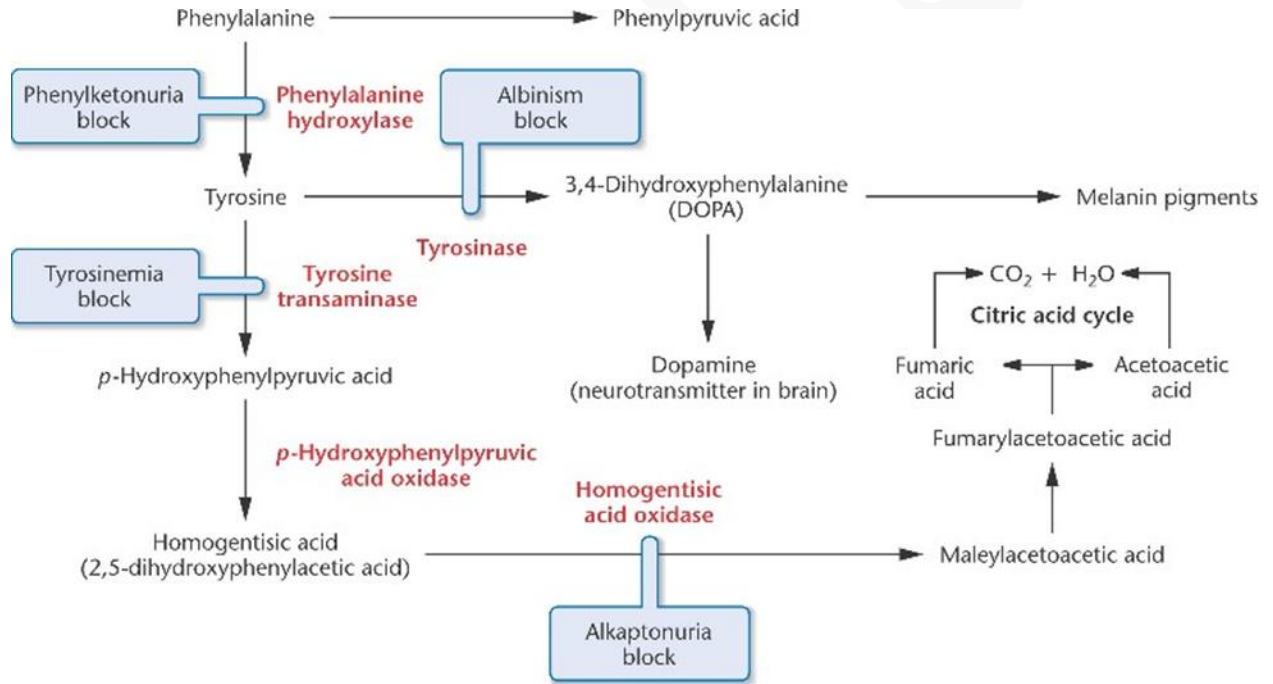 Phenylalanine
Phenylpyruvic acid
Phenylketonuria
block
Phenylalanine
hydroxylase
Albinism
block
Tyrosine
3,4-Dihydroxyphenylalanine
(DOPA)
Melanin pigments
Tyrosinase
Tyrosinemia
block
Tyrosine
transaminase
CO₂ + H₂O
Citric acid cycle
p-Hydroxyphenylpyruvic acid
Dopamine
(neurotransmitter in brain)
Fumaric
acid
Acetoacetic
acid
Fumarylacetoacetic acid
p-Hydroxyphenylpyruvic
acid oxidase
Homogentisic
acid oxidase
Homogentisic acid
(2,5-dihydroxyphenylacetic acid)
Maleylacetoacetic acid
Alkaptonuria
block